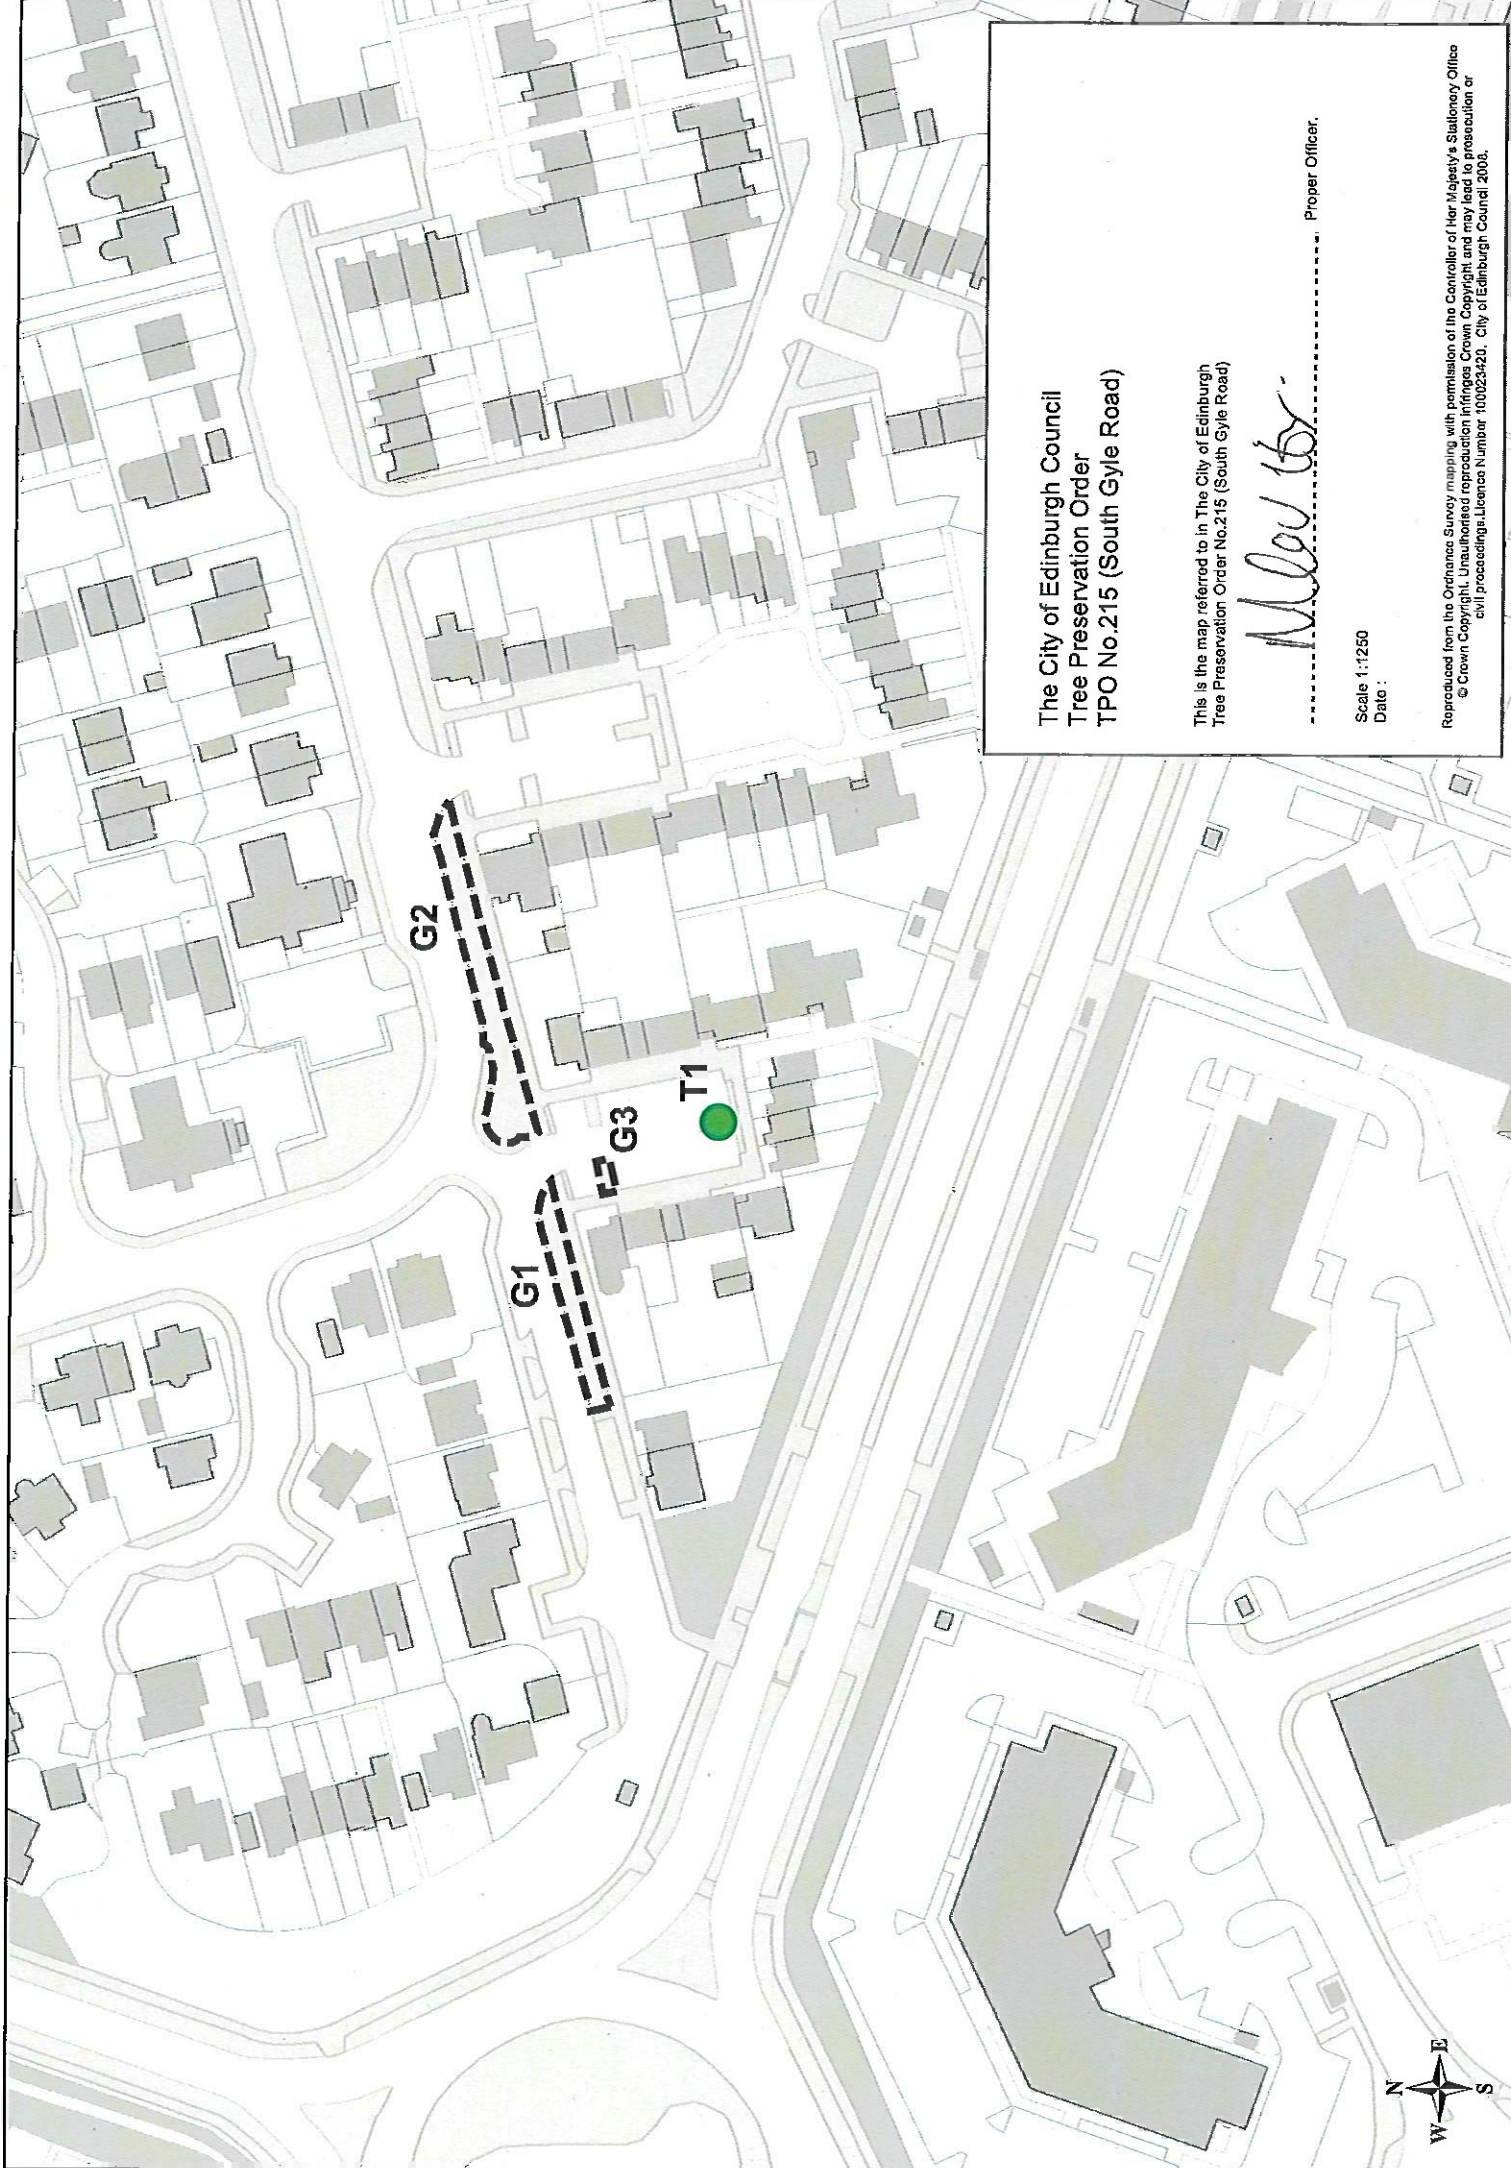 G2
G1
G3
T1
The City of Edinburgh Council
Tree Preservation Order
TPO No.215 (South Gyle Road)
This is the map referred to in The City of Edinburgh
Tree Preservation Order No.215 (South Gyle Road)
Proper Officer.
Scale 1:1250
Date :
Reproduced from the Ordnance Survey mapping with permission of the Controller of Her Majesty's Stationery Office
© Crown Copyright. Unauthorised reproduction infringes Crown Copyright and may lead to prosecution or
civil proceedings.Licence Number 100023420. City of Edinburgh Council 2008.
N
W E
S